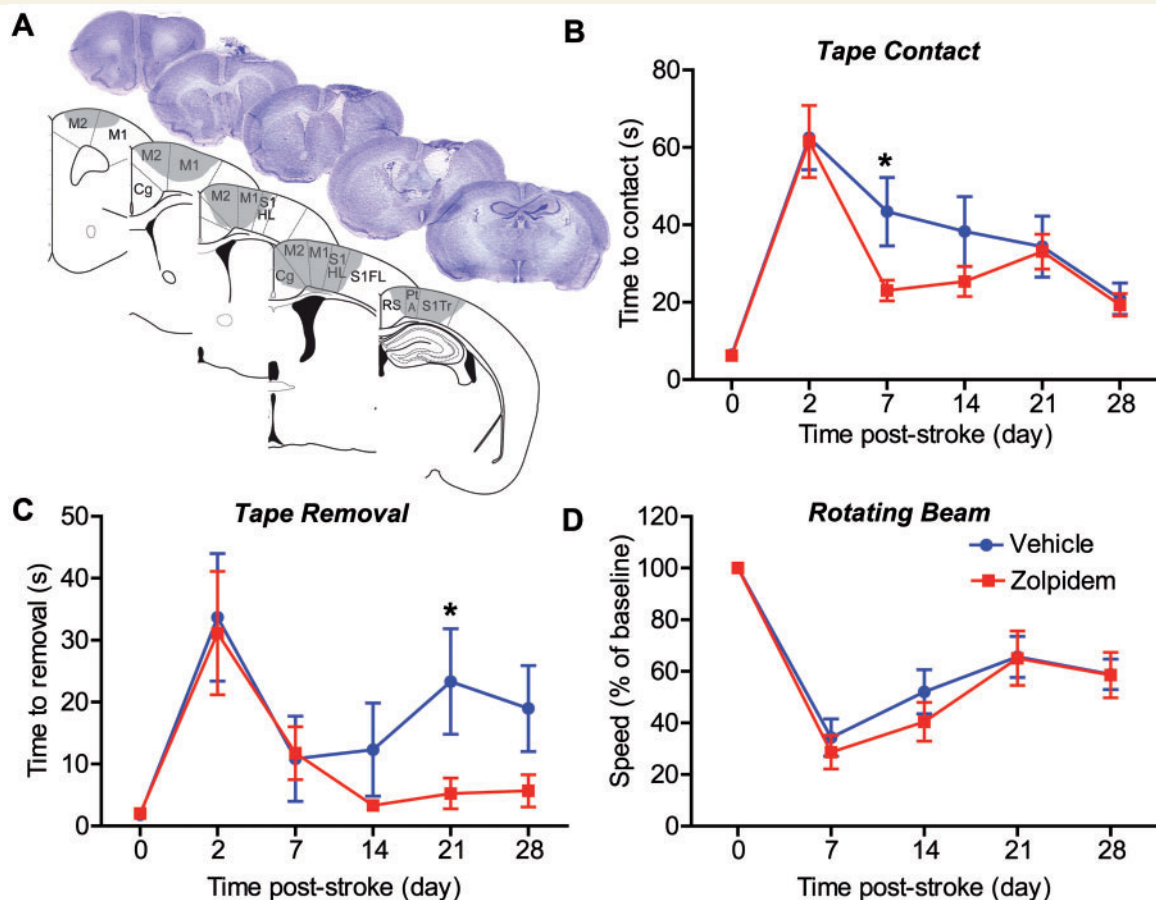 A
M2
M1
M2
M1
Cg
M2
M1
S1
HL
M2
M1
S1
HL
Cg
S1FL
RS
Pt
A
S1Tr
B
Tape Contact
Time to contact (s)
80
60
40
20
0
*
0 2 7 14 21 28
Time post-stroke (day)
C
Tape Removal
Time to removal (s)
50
40
30
20
10
0
*
0 2 7 14 21 28
Time post-stroke (day)
D
Rotating Beam
Speed (% of baseline)
120
100
80
60
40
20
0
Vehicle
Zolpidem
0 7 14 21 28
Time post-stroke (day)